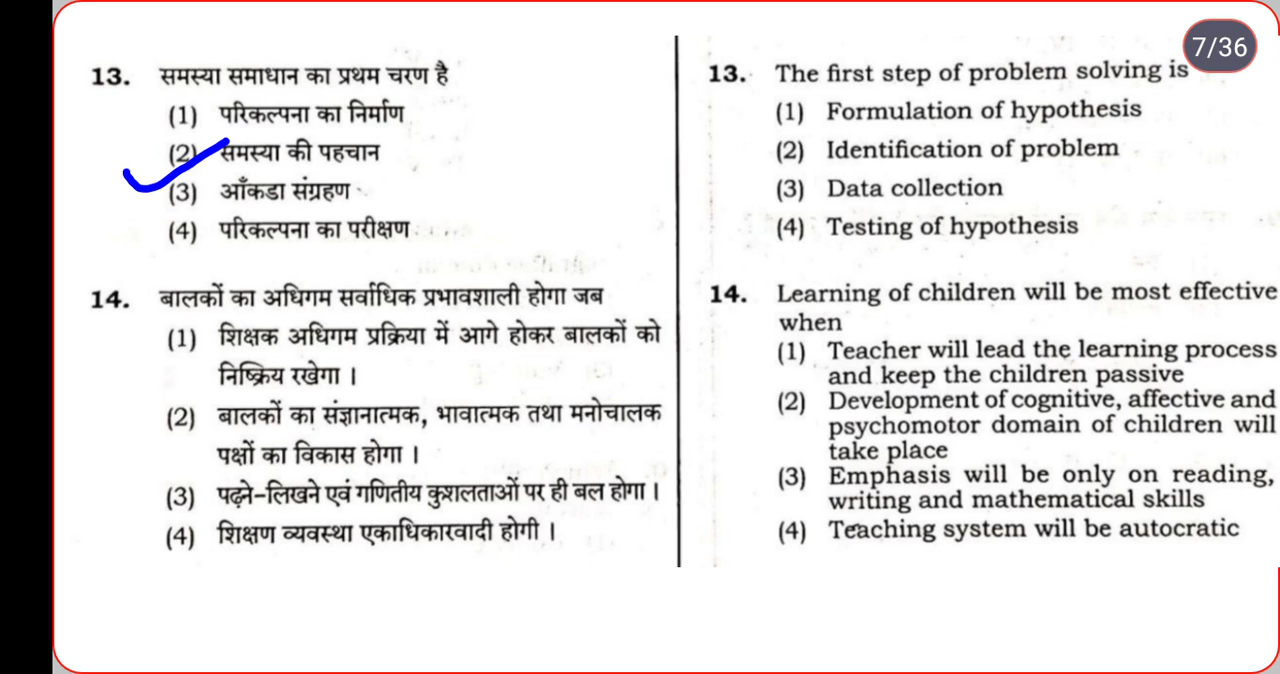 7/36
13. समस्या समाधान का प्रथम चरण है
(1) परिकल्पना का निर्माण
(2) समस्या की पहचान
(3) आँकडा संग्रहण
(4) परिकल्पना का परीक्षण
14. बालकों का अधिगम सर्वाधिक प्रभावशाली होगा जब
(1) शिक्षक अधिगम प्रक्रिया में आगे होकर बालकों को
निष्क्रिय रखेगा ।
(2) बालकों का संज्ञानात्मक, भावात्मक तथा मनोचालक
पक्षों का विकास होगा ।
(3) पढ़ने-लिखने एवं गणितीय कुशलताओं पर ही बल होगा ।
(4) शिक्षण व्यवस्था एकाधिकारवादी होगी ।
13. The first step of problem solving is
(1) Formulation of hypothesis
(2) Identification of problem
(3) Data collection
(4) Testing of hypothesis
14. Learning of children will be most effective
when
(1) Teacher will lead the learning process
and keep the children passive
(2) Development of cognitive, affective and
psychomotor domain of children will
take place
(3) Emphasis will be only on reading,
writing and mathematical skills
(4) Teaching system will be autocratic